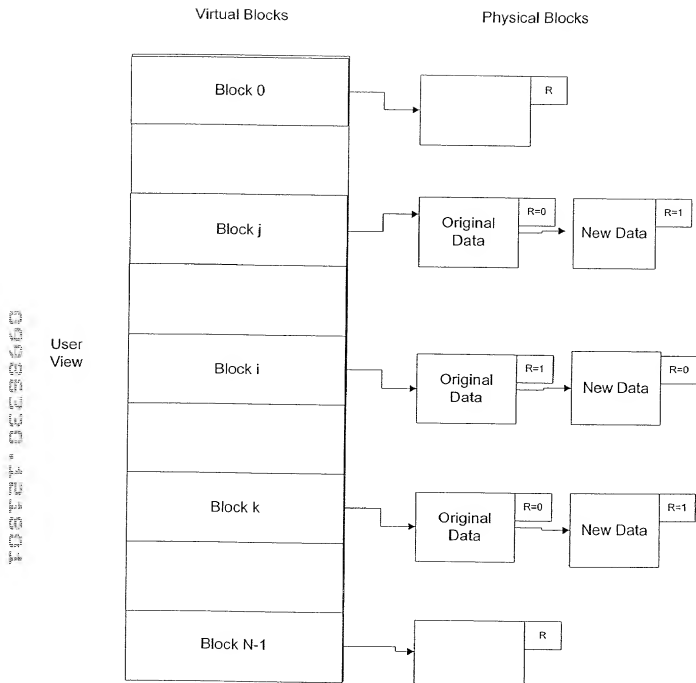 Virtual Blocks
Physical Blocks
Block 0
R
Block j
Original
Data
R=0
New Data
R=1
User
View
Block i
Original
Data
R=1
New Data
R=0
Block k
Original
Data
R=0
New Data
R=1
Block N-1
R